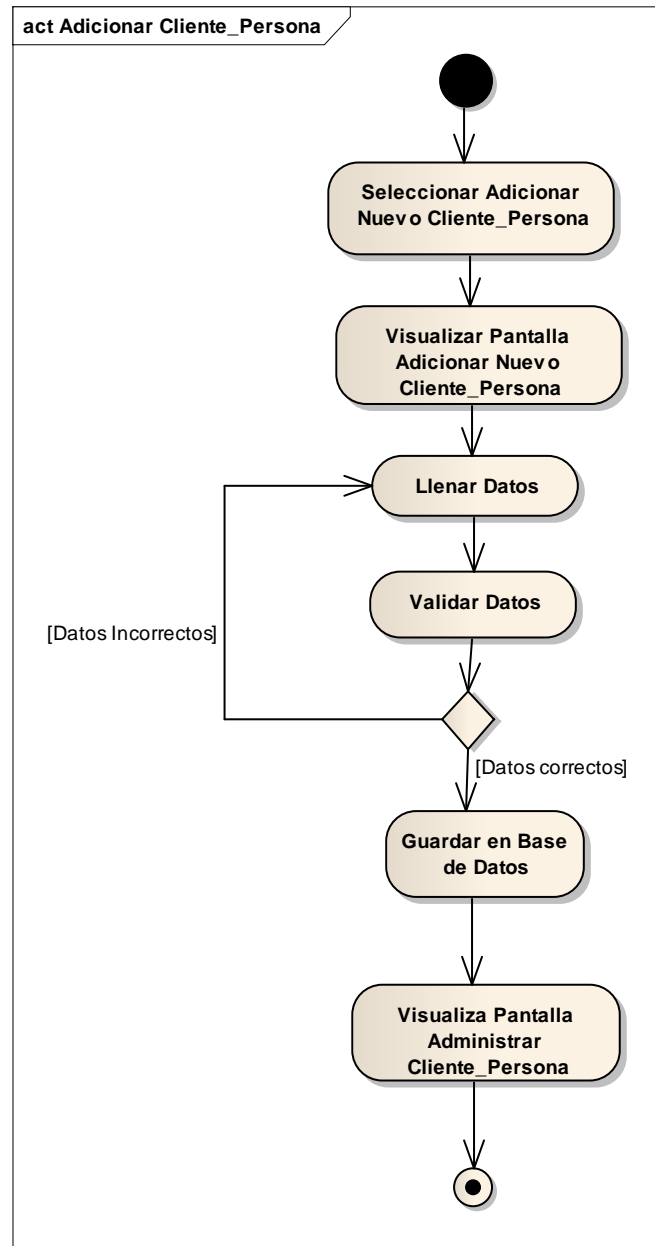 act Adicionar Cliente_Persona
Seleccionar Adicionar
Nuevo Cliente_Persona
Visualizar Pantalla
Adicionar Nuevo
Cliente_Persona
Llenar Datos
Validar Datos
[Datos Incorrectos]
[Datos correctos]
Guardar en Base
de Datos
Visualiza Pantalla
Administrar
Cliente_Persona